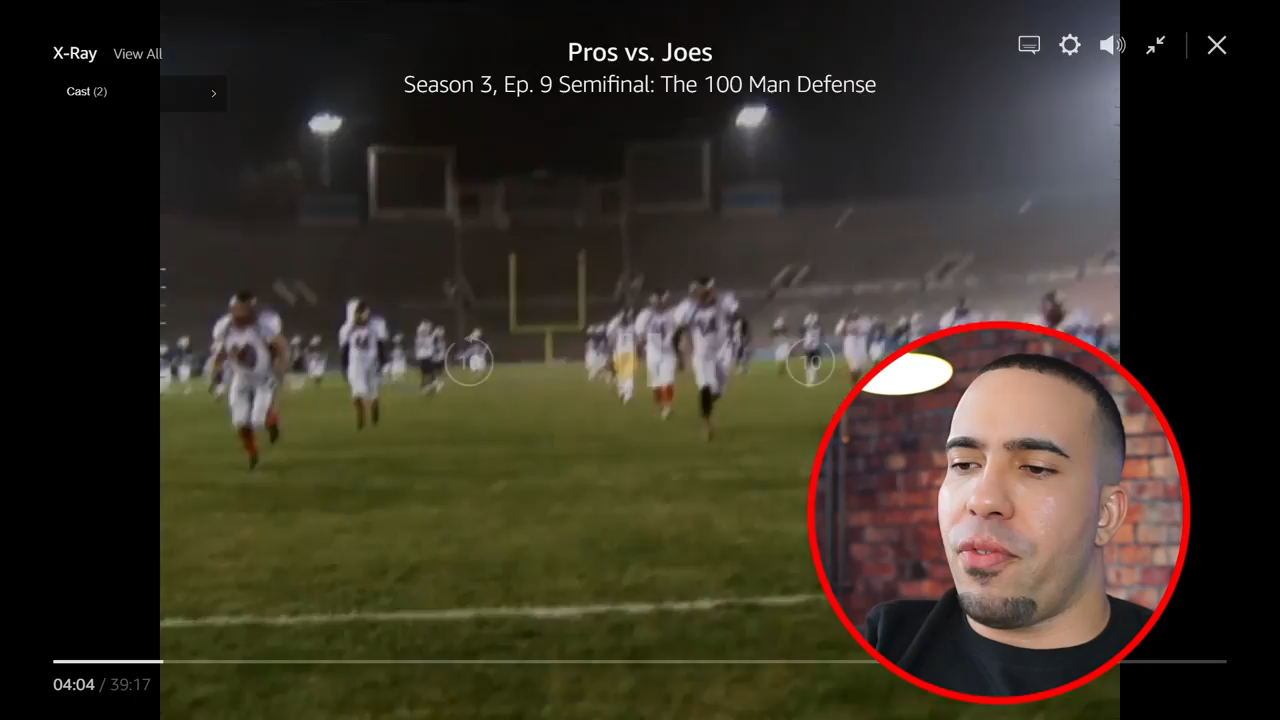 X-Ray View All
Pros vs. Joes
Season 3, Ep. 9 Semifinal: The 100 Man Defense
Cast (2)
10
04:04 / 39:17